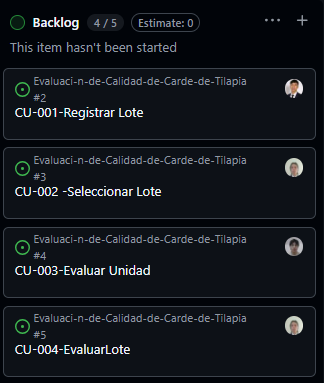 Backlog 4 / 5 Estimate: 0
This item hasn't been started
Evaluaci-n-de-Calidad-de-Carde-de-Tilapia
#2
CU-001-Registrar Lote
Evaluaci-n-de-Calidad-de-Carde-de-Tilapia
#3
CU-002 -Seleccionar Lote
Evaluaci-n-de-Calidad-de-Carde-de-Tilapia
#4
CU-003-Evaluar Unidad
Evaluaci-n-de-Calidad-de-Carde-de-Tilapia
#5
CU-004-EvaluarLote